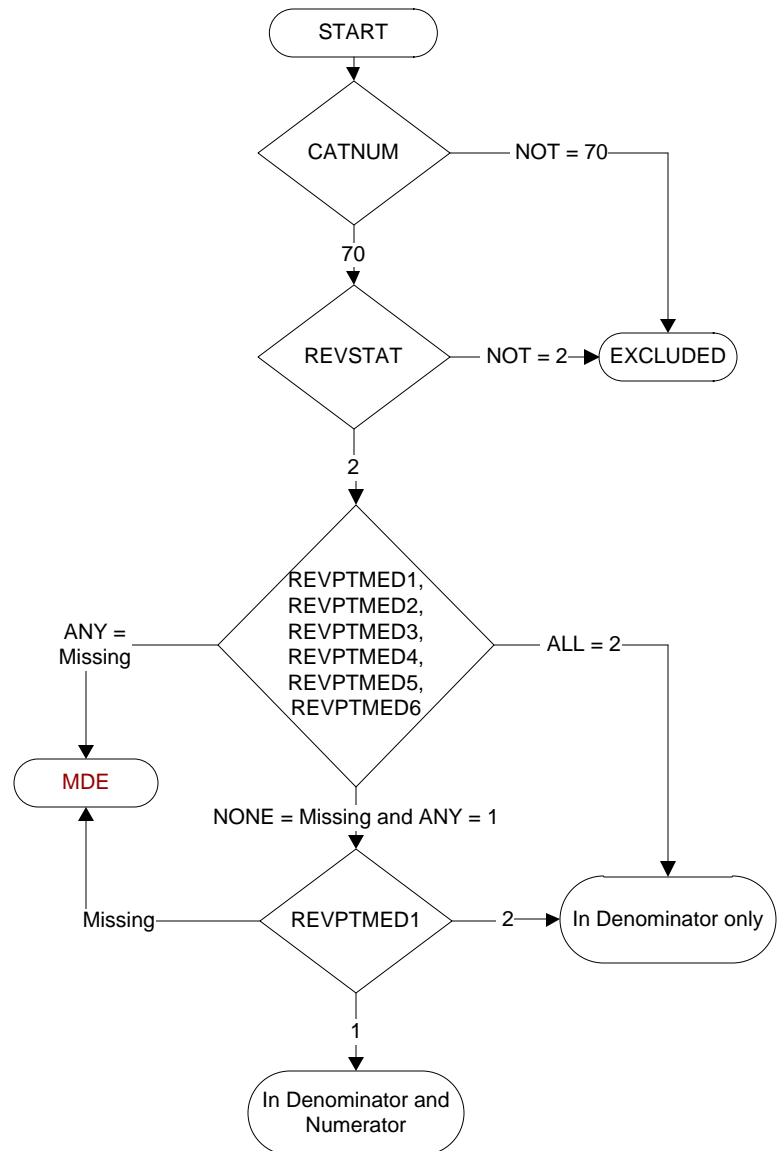 START
CATNUM
NOT = 70
70
REVSTAT
NOT = 2
EXCLUDED
2
REVPTMED1,
REVPTMED2,
REVPTMED3,
REVPTMED4,
REVPTMED5,
REVPTMED6
ANY =
Missing
ALL = 2
MDE
NONE = Missing and ANY = 1
Missing
REVPTMED1
2
In Denominator only
1
In Denominator and
Numerator